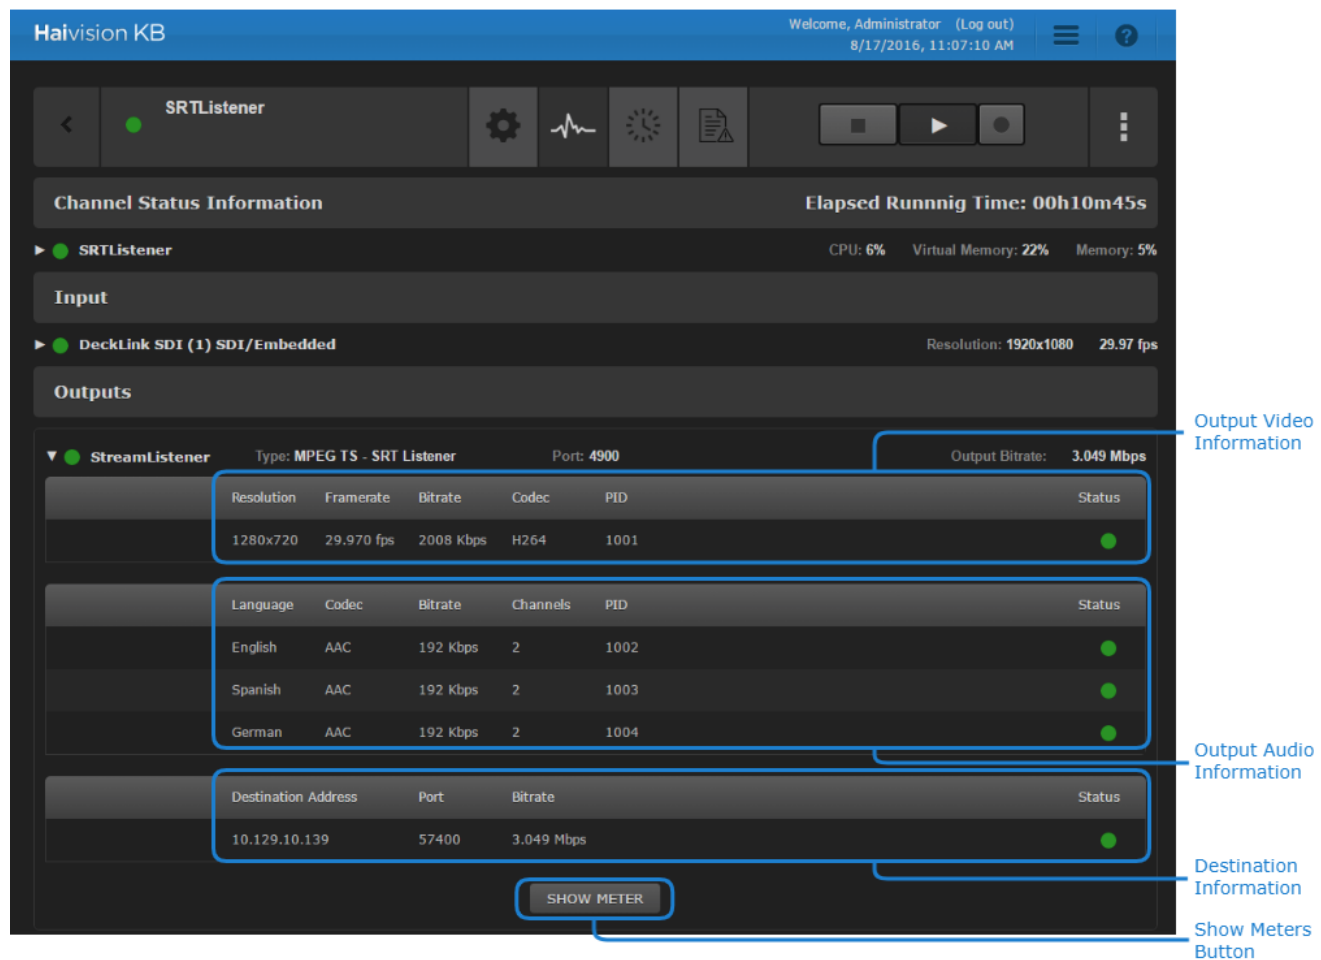 Haivision KB
Welcome, Administrator (Log out)
8/17/2016, 11:07:10 AM
SRTListener
Channel Status Information Elapsed Runnnig Time: 00h10m45s
SRTListener CPU: 6% Virtual Memory: 22% Memory: 5%
Input
DeckLink SDI (1) SDI/Embedded Resolution: 1920x1080 29.97 fps
Outputs
Output Video
Information
StreamListener Type: MPEG TS - SRT Listener Port: 4900 Output Bitrate: 3.049 Mbps
Resolution Framerate Bitrate Codec PID Status
1280x720 29.970 fps 2008 Kbps H264 1001
Language Codec Bitrate Channels PID Status
English AAC 192 Kbps 2 1002
Spanish AAC 192 Kbps 2 1003
German AAC 192 Kbps 2 1004
Output Audio
Information
Destination Address Port Bitrate Status
10.129.10.139 57400 3.049 Mbps
Destination
Information
SHOW METER
Show Meters
Button